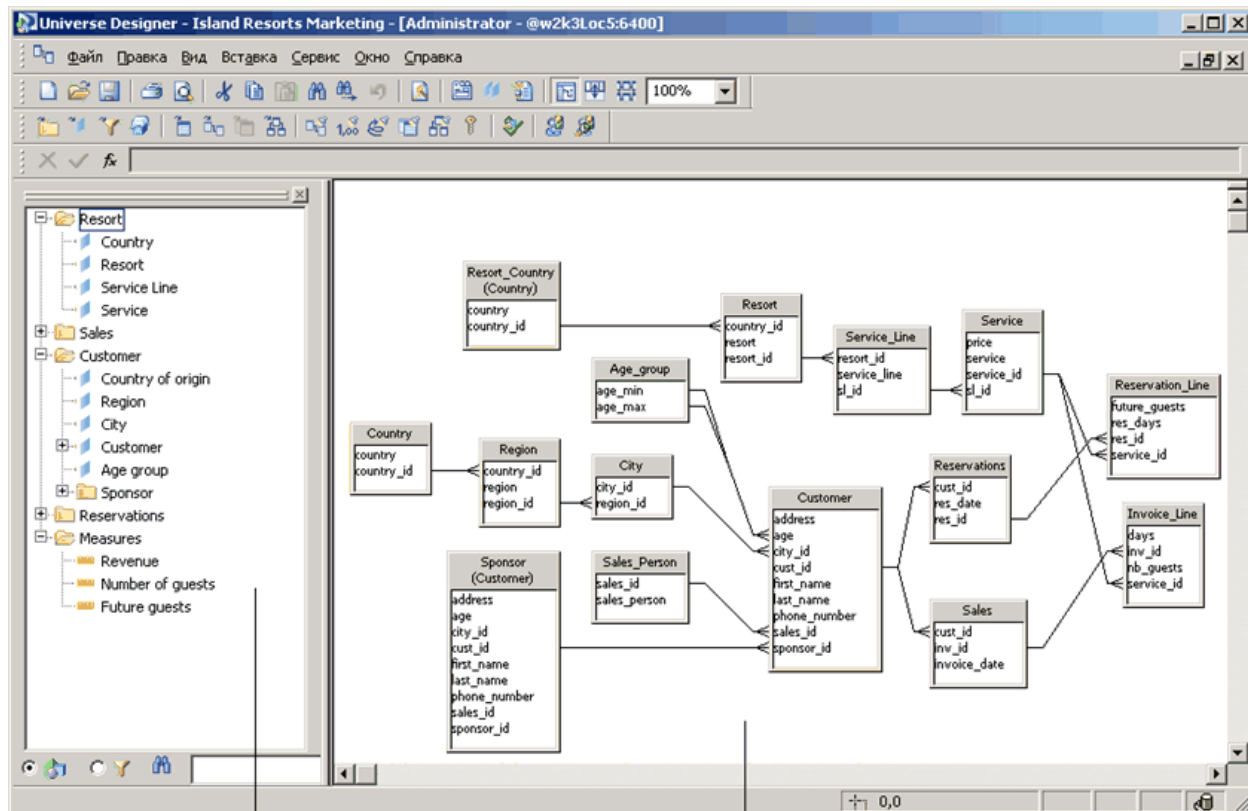 Universe Designer - Island Resorts Marketing - [Administrator - @w2k3Loc5:6400]
Файл Правка Вид Вставка Сервис Окно Справка
100%
1,00
fx
Resort
Country
Resort
Service Line
Service
Sales
Customer
Country of origin
Region
City
Customer
Age group
Sponsor
Reservations
Measures
Revenue
Number of guests
Future guests
Resort_Country
(Country)
country
country_id
Resort
country_id
resort
resort_id
Service_Line
resort_id
service_line
sl_id
Service
price
service
service_id
sl_id
Age_group
age_min
age_max
Reservation_Line
future_guests
res_days
res_id
service_id
Country
country
country_id
Region
country_id
region
region_id
City
city_id
region_id
Customer
address
age
city_id
cust_id
first_name
last_name
phone_number
sales_id
sponsor_id
Reservations
cust_id
res_date
res_id
Invoice_Line
days
inv_id
nb_guests
service_id
Sponsor
(Customer)
address
age
city_id
cust_id
first_name
last_name
phone_number
sales_id
sponsor_id
Sales_Person
sales_id
sales_person
Sales
cust_id
inv_id
invoice_date
0,0